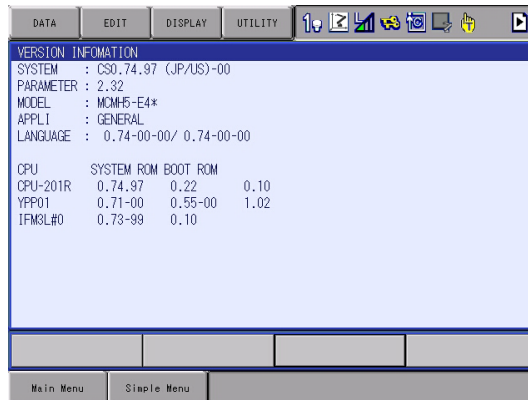 DATA EDIT DISPLAY UTILITY
VERSION INFOMATION
SYSTEM : CS0.74.97 (JP/US)-00
PARAMETER : 2.32
MODEL : MCMH5-E4*
APPLI : GENERAL
LANGUAGE : 0.74-00-00/ 0.74-00-00
CPU SYSTEM ROM BOOT ROM
CPU-201R 0.74.97 0.22 0.10
YPP01 0.71-00 0.55-00 1.02
IFM3L#0 0.73-99 0.10
Main Menu Simple Menu